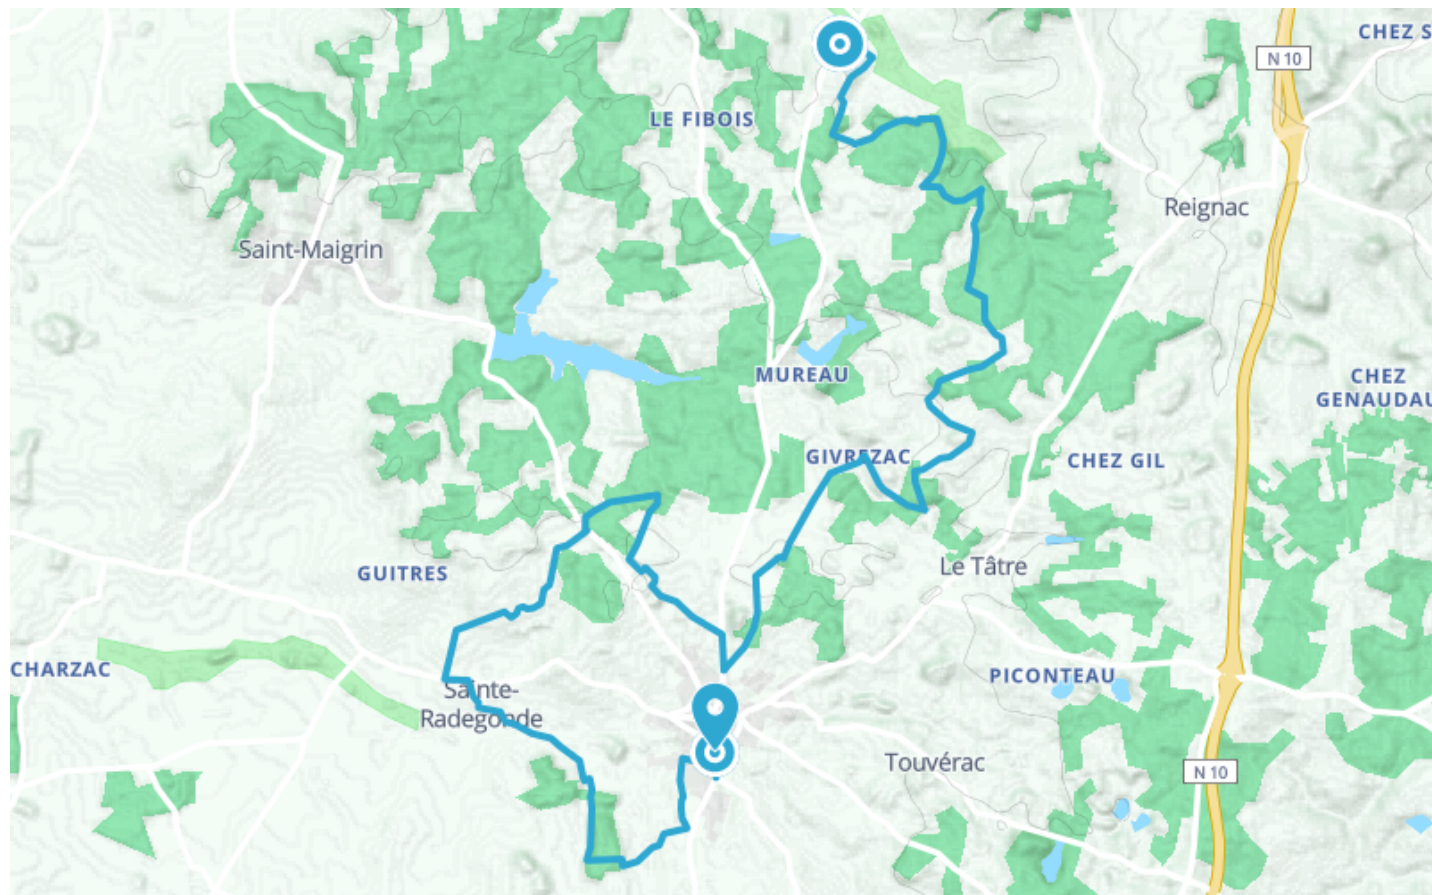 CHEZ S
N 10
LE FIBOIS
Reignac
Saint-Maigrin
MUREAU
CHEZ
GENAUDAU
GIVREZAC
CHEZ GIL
Le Tâtre
GUITRES
CHARZAC
PICONTEAU
Sainte-
Radegonde
Touvérac
N 10